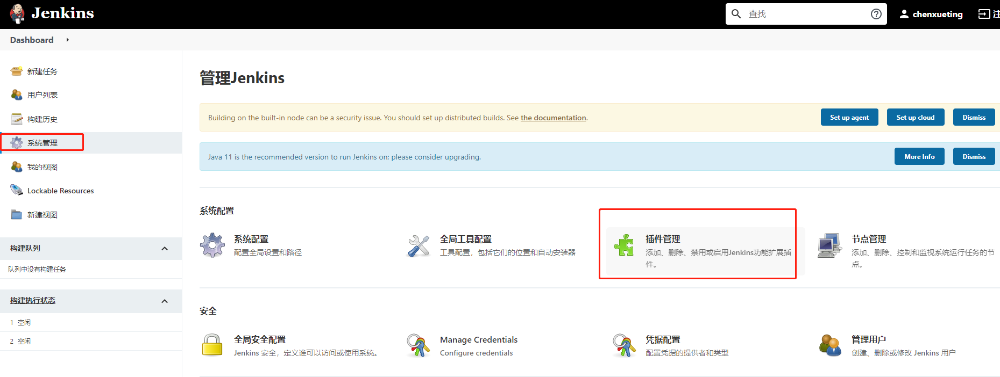 Jenkins
查找
chenxueting
注
Dashboard
新建任务
用户列表
构建历史
系统管理
我的视图
Lockable Resources
新建视图
构建队列
队列中没有构建任务
构建执行状态
1 空闲
2 空闲
管理Jenkins
Building on the built-in node can be a security issue. You should set up distributed builds. See the documentation.
Set up agent
Set up cloud
Dismiss
Java 11 is the recommended version to run Jenkins on; please consider upgrading.
More Info
Dismiss
系统配置
系统配置
配置全局设置和路径
全局工具配置
工具配置，包括它们的位置和自动安装器
插件管理
添加、删除、禁用或启用Jenkins功能扩展插
件。
节点管理
添加、删除、控制和监视系统运行任务的节
点。
安全
全局安全配置
Jenkins 安全，定义谁可以访问或使用系统。
Manage Credentials
Configure credentials
凭据配置
配置凭据的提供者和类型
管理用户
创建、删除或修改 Jenkins 用户